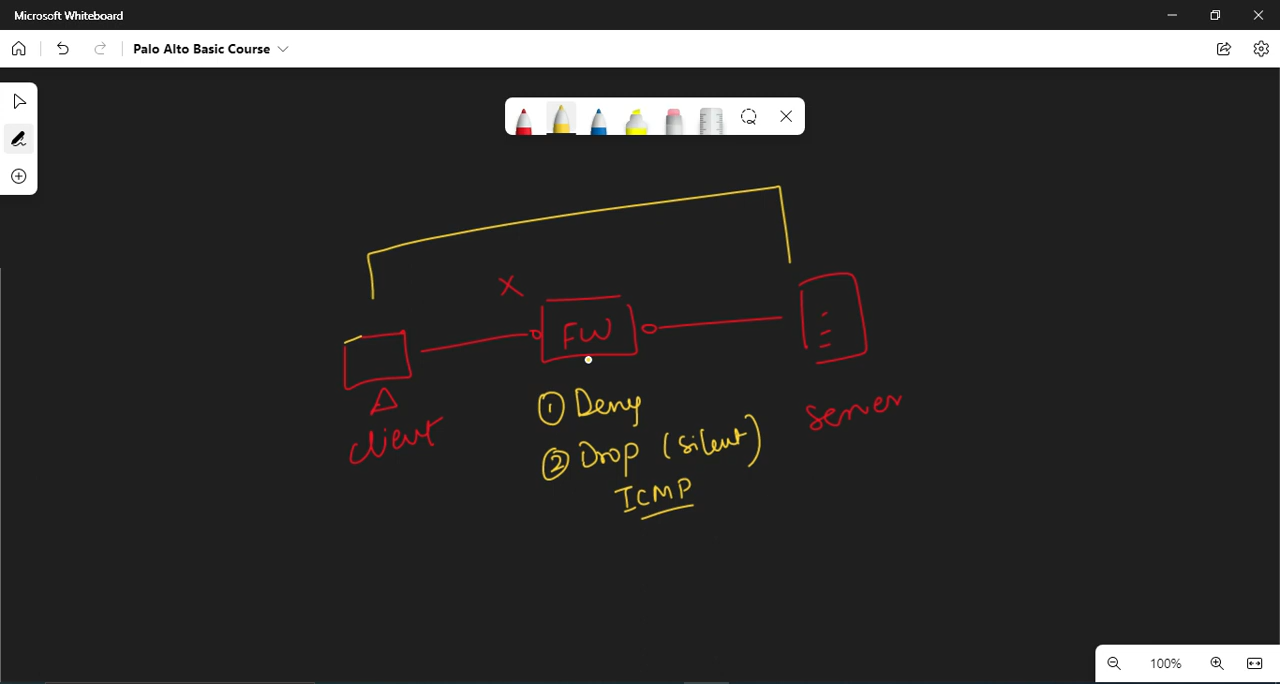 Microsoft Whiteboard
Palo Alto Basic Course
X
FW
① Deny
② Drop (silent)
ICMP
client
server
100%